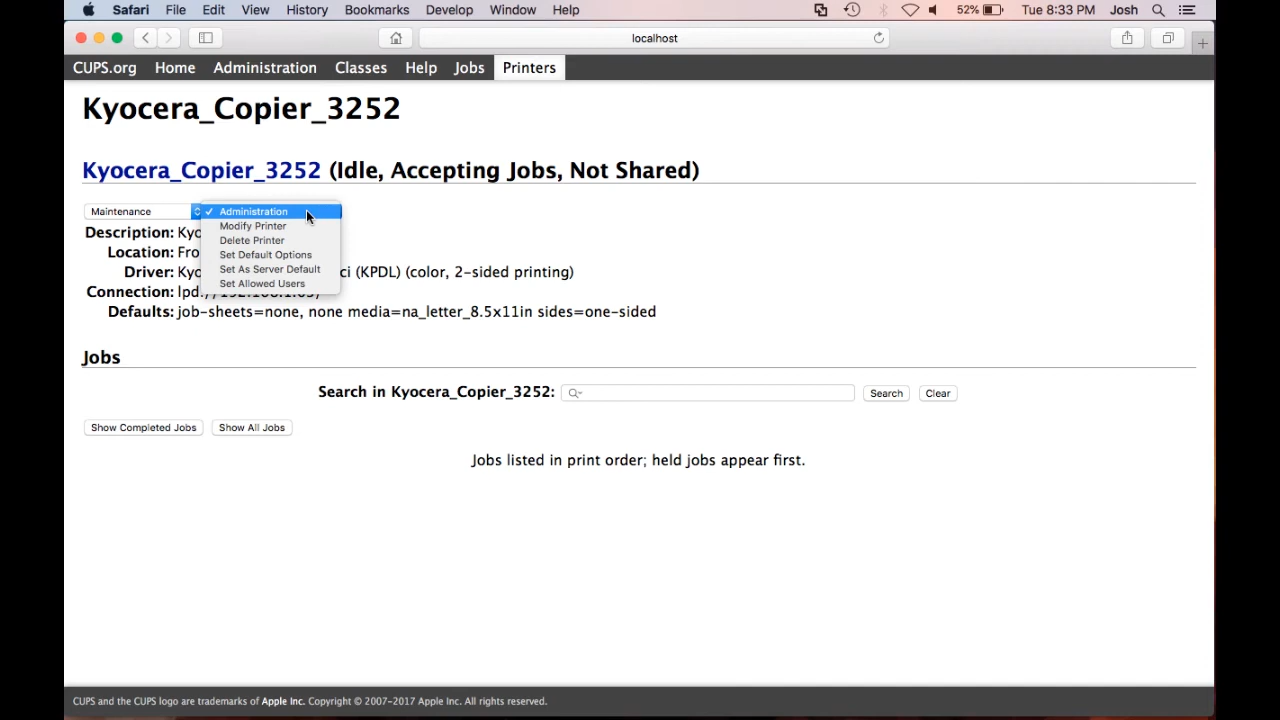 Safari File Edit View History Bookmarks Develop Window Help 52% Tue 8:33 PM Josh
localhost
CUPS.org Home Administration Classes Help Jobs Printers
Kyocera_Copier_3252
Kyocera_Copier_3252 (Idle, Accepting Jobs, Not Shared)
Maintenance ✓ Administration
Modify Printer
Delete Printer
Set Default Options
Set As Server Default
Set Allowed Users
Description: Kyo
Location: Fro
Driver: Kyo ci (KPDL) (color, 2-sided printing)
Connection: lpd:
Defaults: job-sheets=none, none media=na_letter_8.5x11in sides=one-sided
Jobs
Search in Kyocera_Copier_3252: Search Clear
Show Completed Jobs Show All Jobs
Jobs listed in print order; held jobs appear first.
CUPS and the CUPS logo are trademarks of Apple Inc. Copyright © 2007-2017 Apple Inc. All rights reserved.